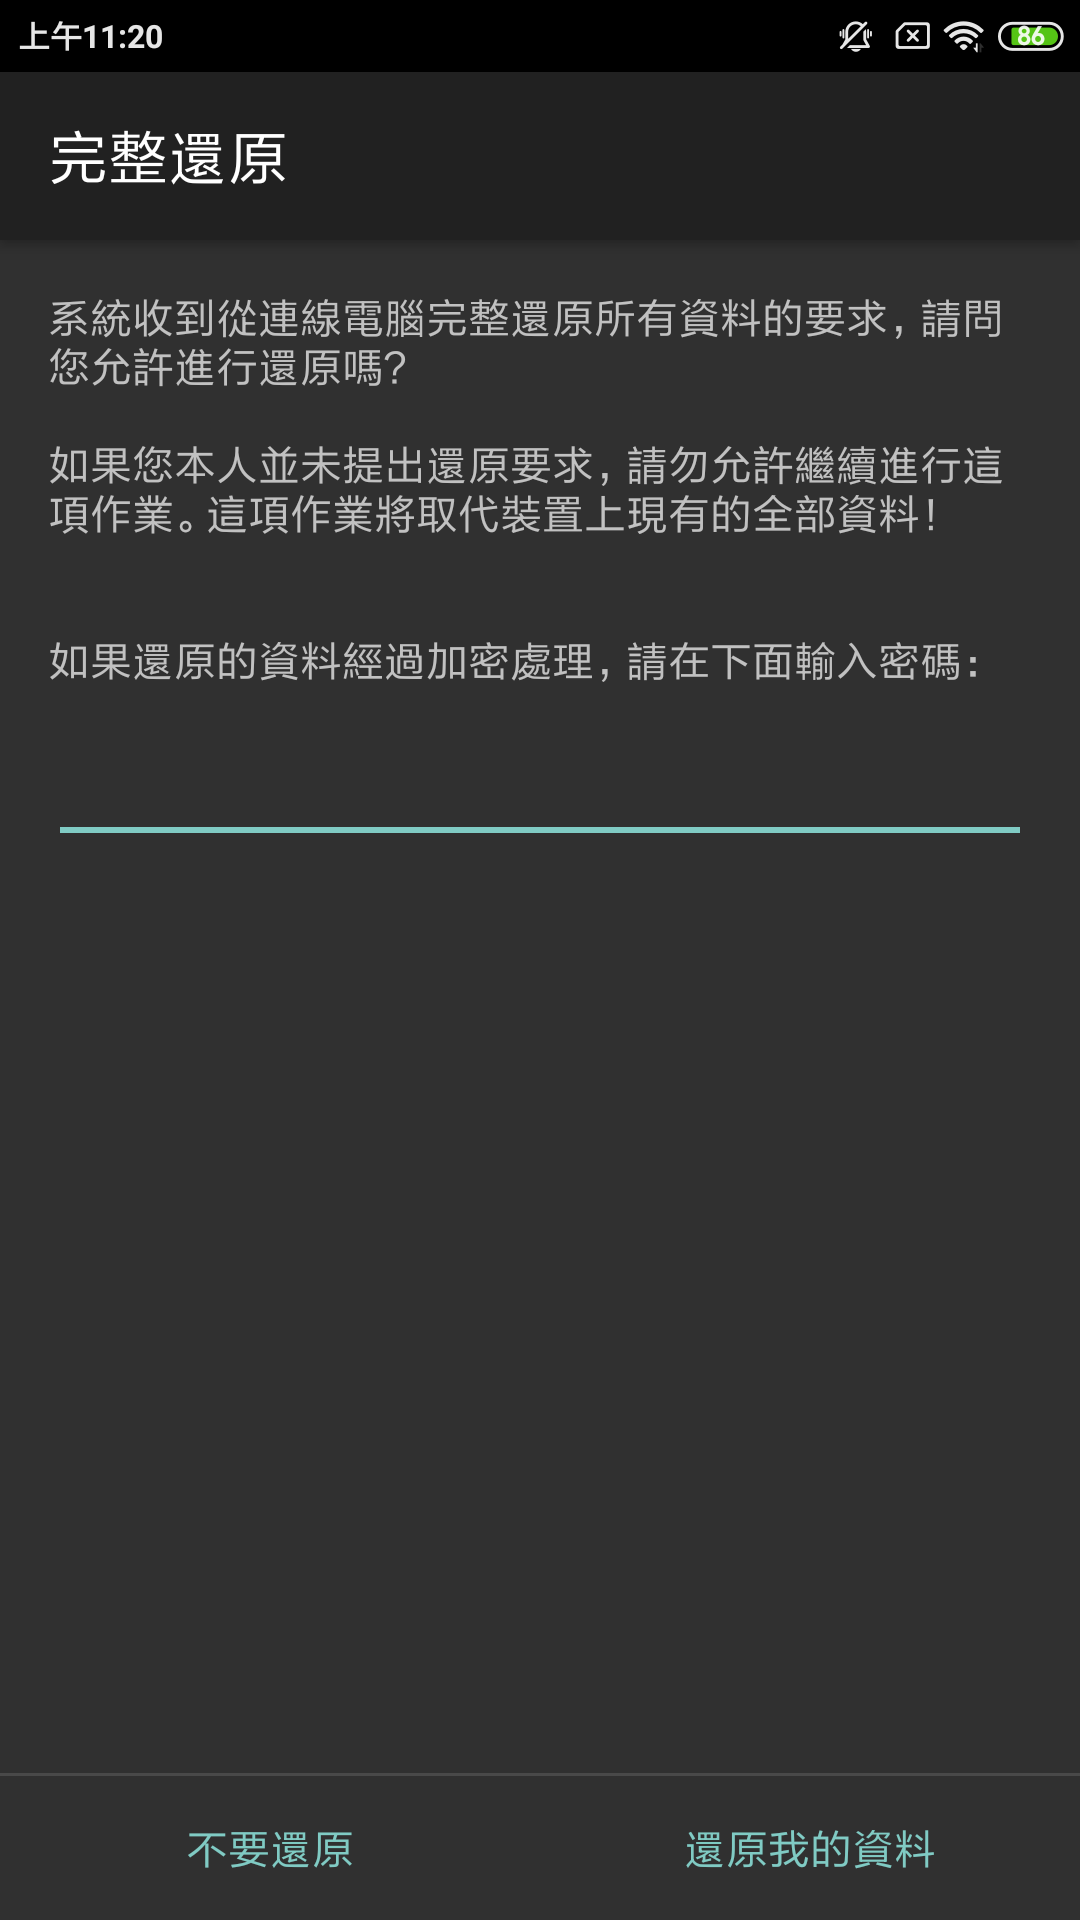 上午11:20
86
完整還原
系統收到從連線電腦完整還原所有資料的要求，請問
您允許進行還原嗎？
如果您本人並未提出還原要求，請勿允許繼續進行這
項作業。這項作業將取代裝置上現有的全部資料！
如果還原的資料經過加密處理，請在下面輸入密碼：
不要還原
還原我的資料